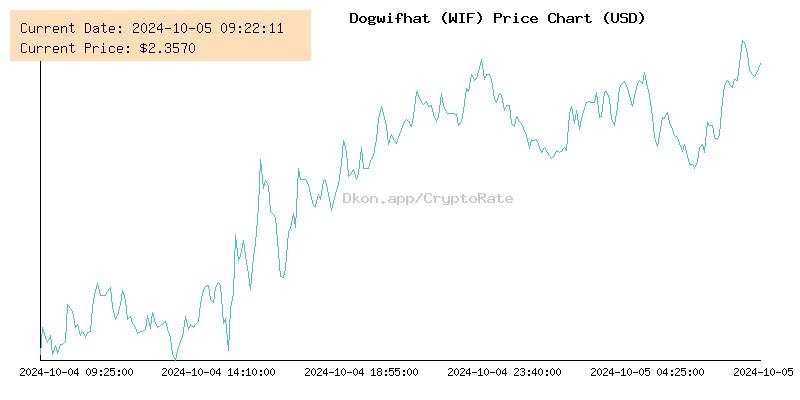 Dogwifhat (WIF) Price Chart (USD)
Current Date: 2024-10-05 09:22:11
Current Price: $2.3570
Dkon.app/CryptoRate
2024-10-04 09:25:00 2024-10-04 14:10:00 2024-10-04 18:55:00 2024-10-04 23:40:00 2024-10-05 04:25:00 2024-10-05